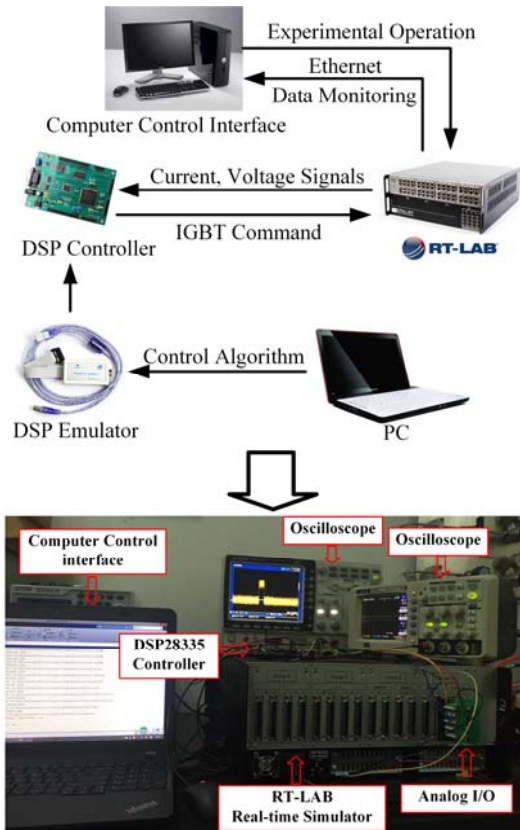 Experimental Operation
Ethernet
Data Monitoring
Computer Control Interface
Current, Voltage Signals
IGBT Command
DSP Controller
RT-LAB
Control Algorithm
DSP Emulator
PC
Oscilloscope
Computer Control
interface
Oscilloscope
DSP28335
Controller
RT-LAB
Real-time Simulator
Analog I/O